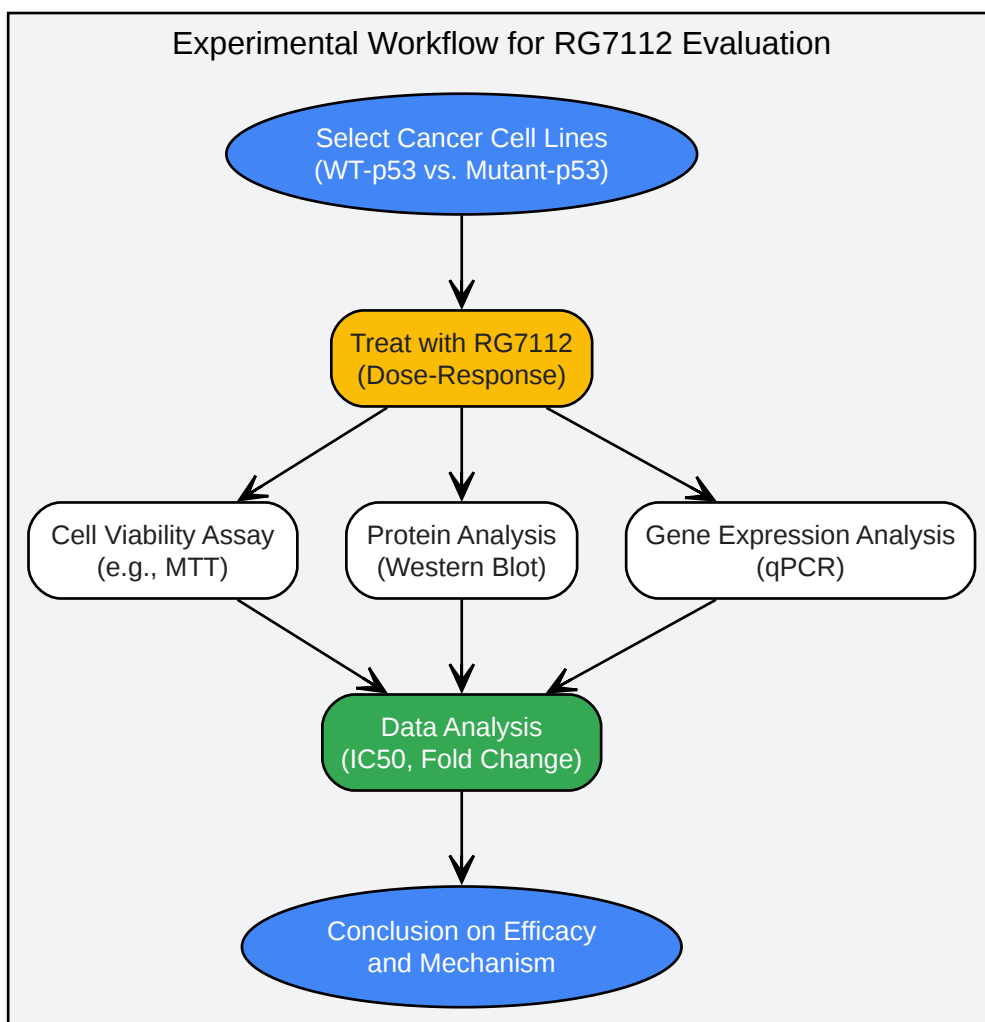 Experimental Workflow for RG7112 Evaluation
Select Cancer Cell Lines
(WT-p53 vs. Mutant-p53)
Treat with RG7112
(Dose-Response)
Cell Viability Assay
(e.g., MTT)
Protein Analysis
(Western Blot)
Gene Expression Analysis
(qPCR)
Data Analysis
(IC50, Fold Change)
Conclusion on Efficacy
and Mechanism